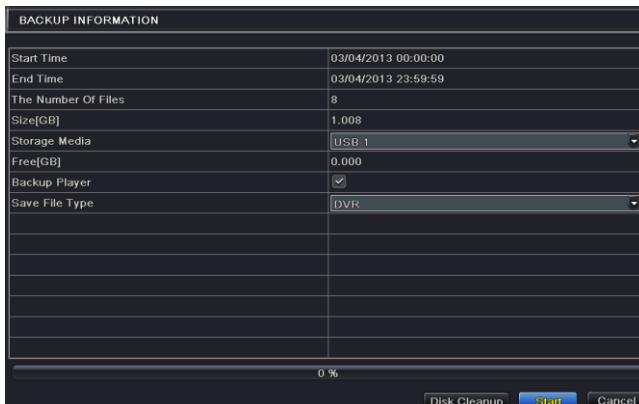 BACKUP INFORMATION
Start Time 03/04/2013 00:00:00
End Time 03/04/2013 23:59:59
The Number Of Files 8
Size[GB] 1.008
Storage Media USB 1
Free[GB] 0.000
Backup Player
Save File Type DVR
0 %
Disk Cleanup Start Cancel